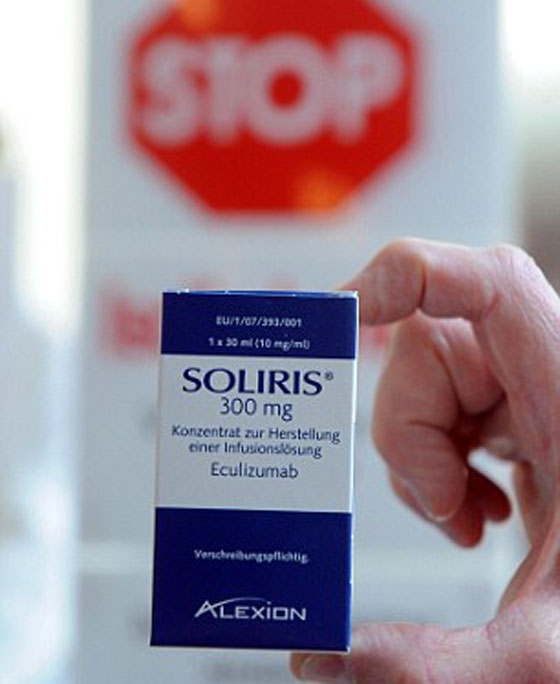 STOP
EU/1/07/393/001
1 x 30 ml (10 mg/ml)
SOLIRIS®
300 mg
Konzentrat zur Herstellung
einer Infusionslösung
Eculizumab
Verschreibungspflichtig.
ALEXION